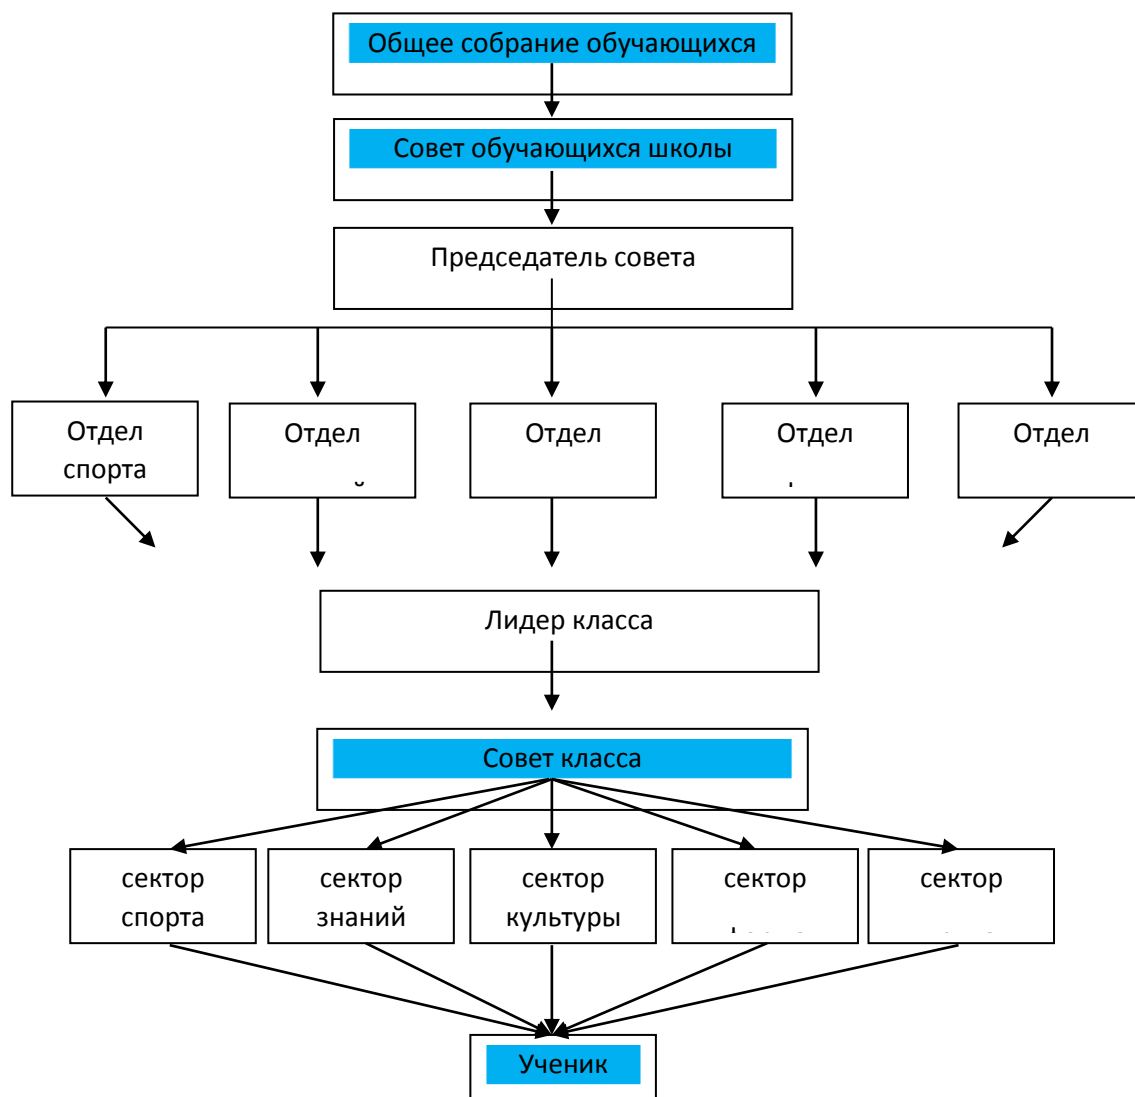 Общее собрание обучающихся
Совет обучающихся школы
Председатель совета
Отдел
спорта
Отдел
Отдел
Отдел
Отдел
Лидер класса
Совет класса
сектор
спорта
сектор
знаний
сектор
культуры
сектор
сектор
Ученик